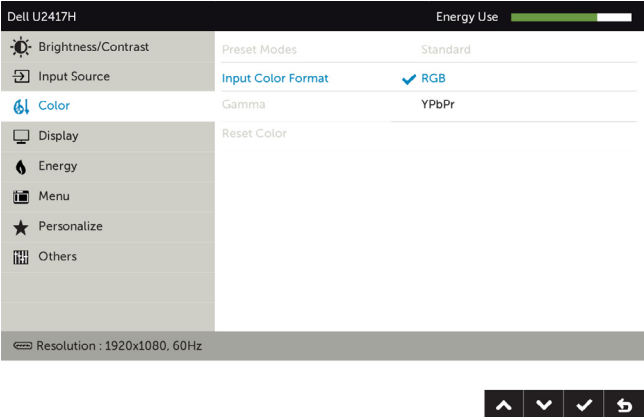 Dell U2417H Energy Use
Brightness/Contrast Preset Modes Standard
Input Source Input Color Format RGB
Color Gamma YPbPr
Display Reset Color
Energy
Menu
Personalize
Others
Resolution : 1920x1080, 60Hz